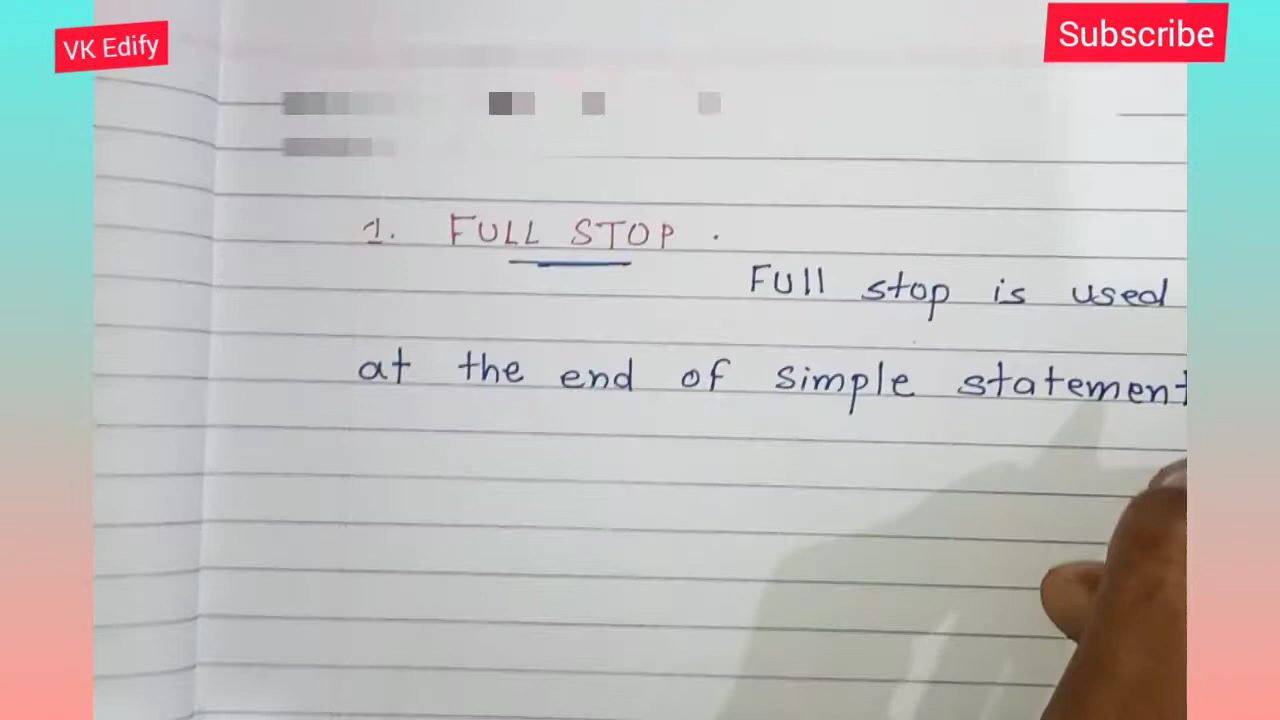 VK Edify
Subscribe
1. FULL STOP .
Full stop is used
at the end of simple statement